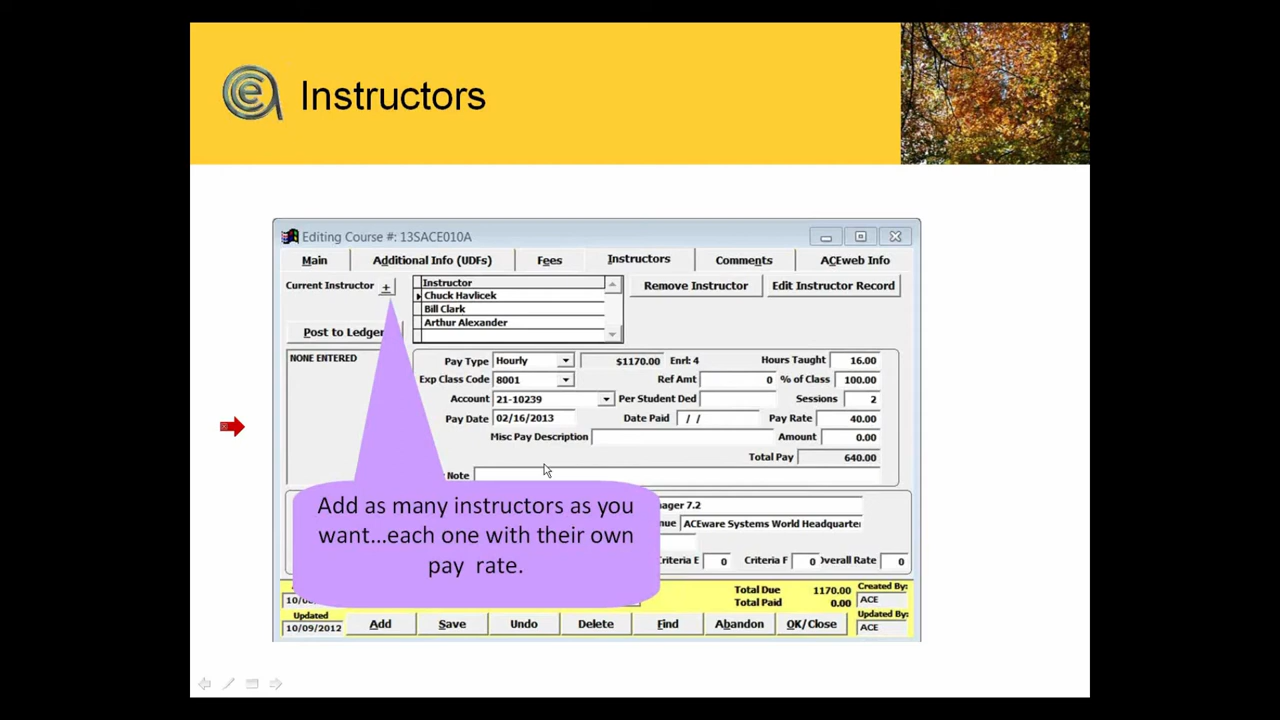 Instructors
Editing Course #: 13SACE010A
Main Additional Info (UDFs) Fees Instructors Comments ACEweb Info
Current Instructor + Instructor Remove Instructor Edit Instructor Record
Chuck Havlicek
Bill Clark
Arthur Alexander
Post to Ledger
NONE ENTERED
Pay Type Hourly $1170.00 Enrl: 4 Hours Taught 16.00
Exp Class Code 8001 Ref Amt 0 % of Class 100.00
Account 21-10239 Per Student Ded Sessions 2
Pay Date 02/16/2013 Date Paid / / Pay Rate 40.00
Misc Pay Description Amount 0.00
Total Pay 640.00
Note
Add as many instructors as you
want...each one with their own
pay rate.
ager 7.2
nue ACEware Systems World Headquarter
Criteria E 0 Criteria F 0 Overall Rate 0
Total Due 1170.00 Created By:
10/0 Total Paid 0.00 ACE
Updated Updated By:
10/09/2012 Add Save Undo Delete Find Abandon OK/Close ACE